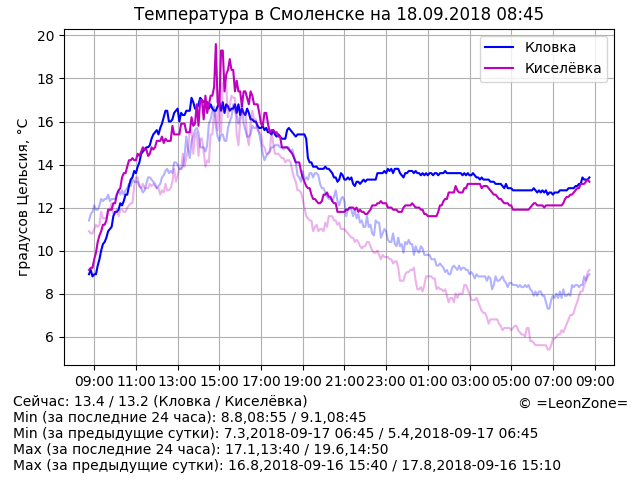 Температура в Смоленске на 18.09.2018 08:45
Кловка
Киселёвка
градусов Цельсия, °C
20
18
16
14
12
10
8
6
09:00 11:00 13:00 15:00 17:00 19:00 21:00 23:00 01:00 03:00 05:00 07:00 09:00
Сейчас: 13.4 / 13.2 (Кловка / Киселёвка)
© =LeonZone=
Min (за последние 24 часа): 8.8,08:55 / 9.1,08:45
Min (за предыдущие сутки): 7.3,2018-09-17 06:45 / 5.4,2018-09-17 06:45
Max (за последние 24 часа): 17.1,13:40 / 19.6,14:50
Max (за предыдущие сутки): 16.8,2018-09-16 15:40 / 17.8,2018-09-16 15:10